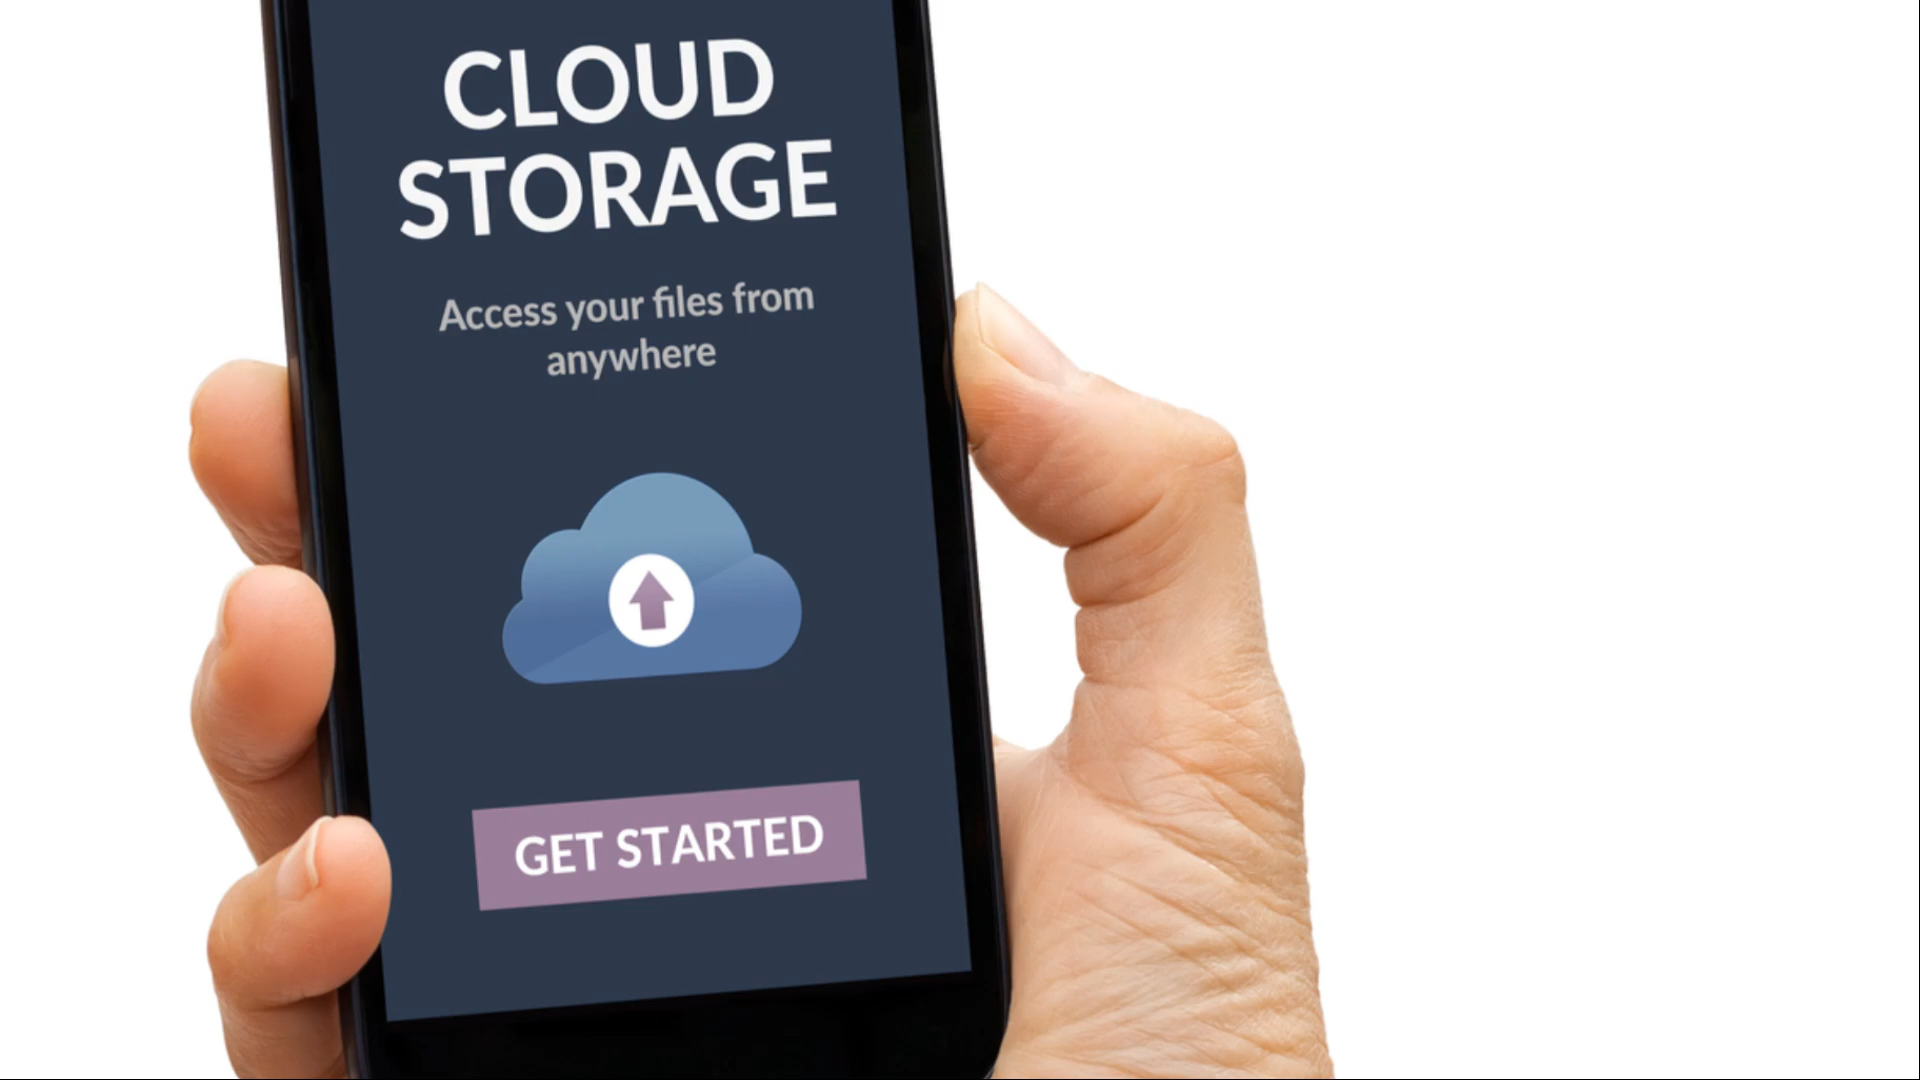 CLOUD
STORAGE
Access your files from
anywhere
GET STARTED